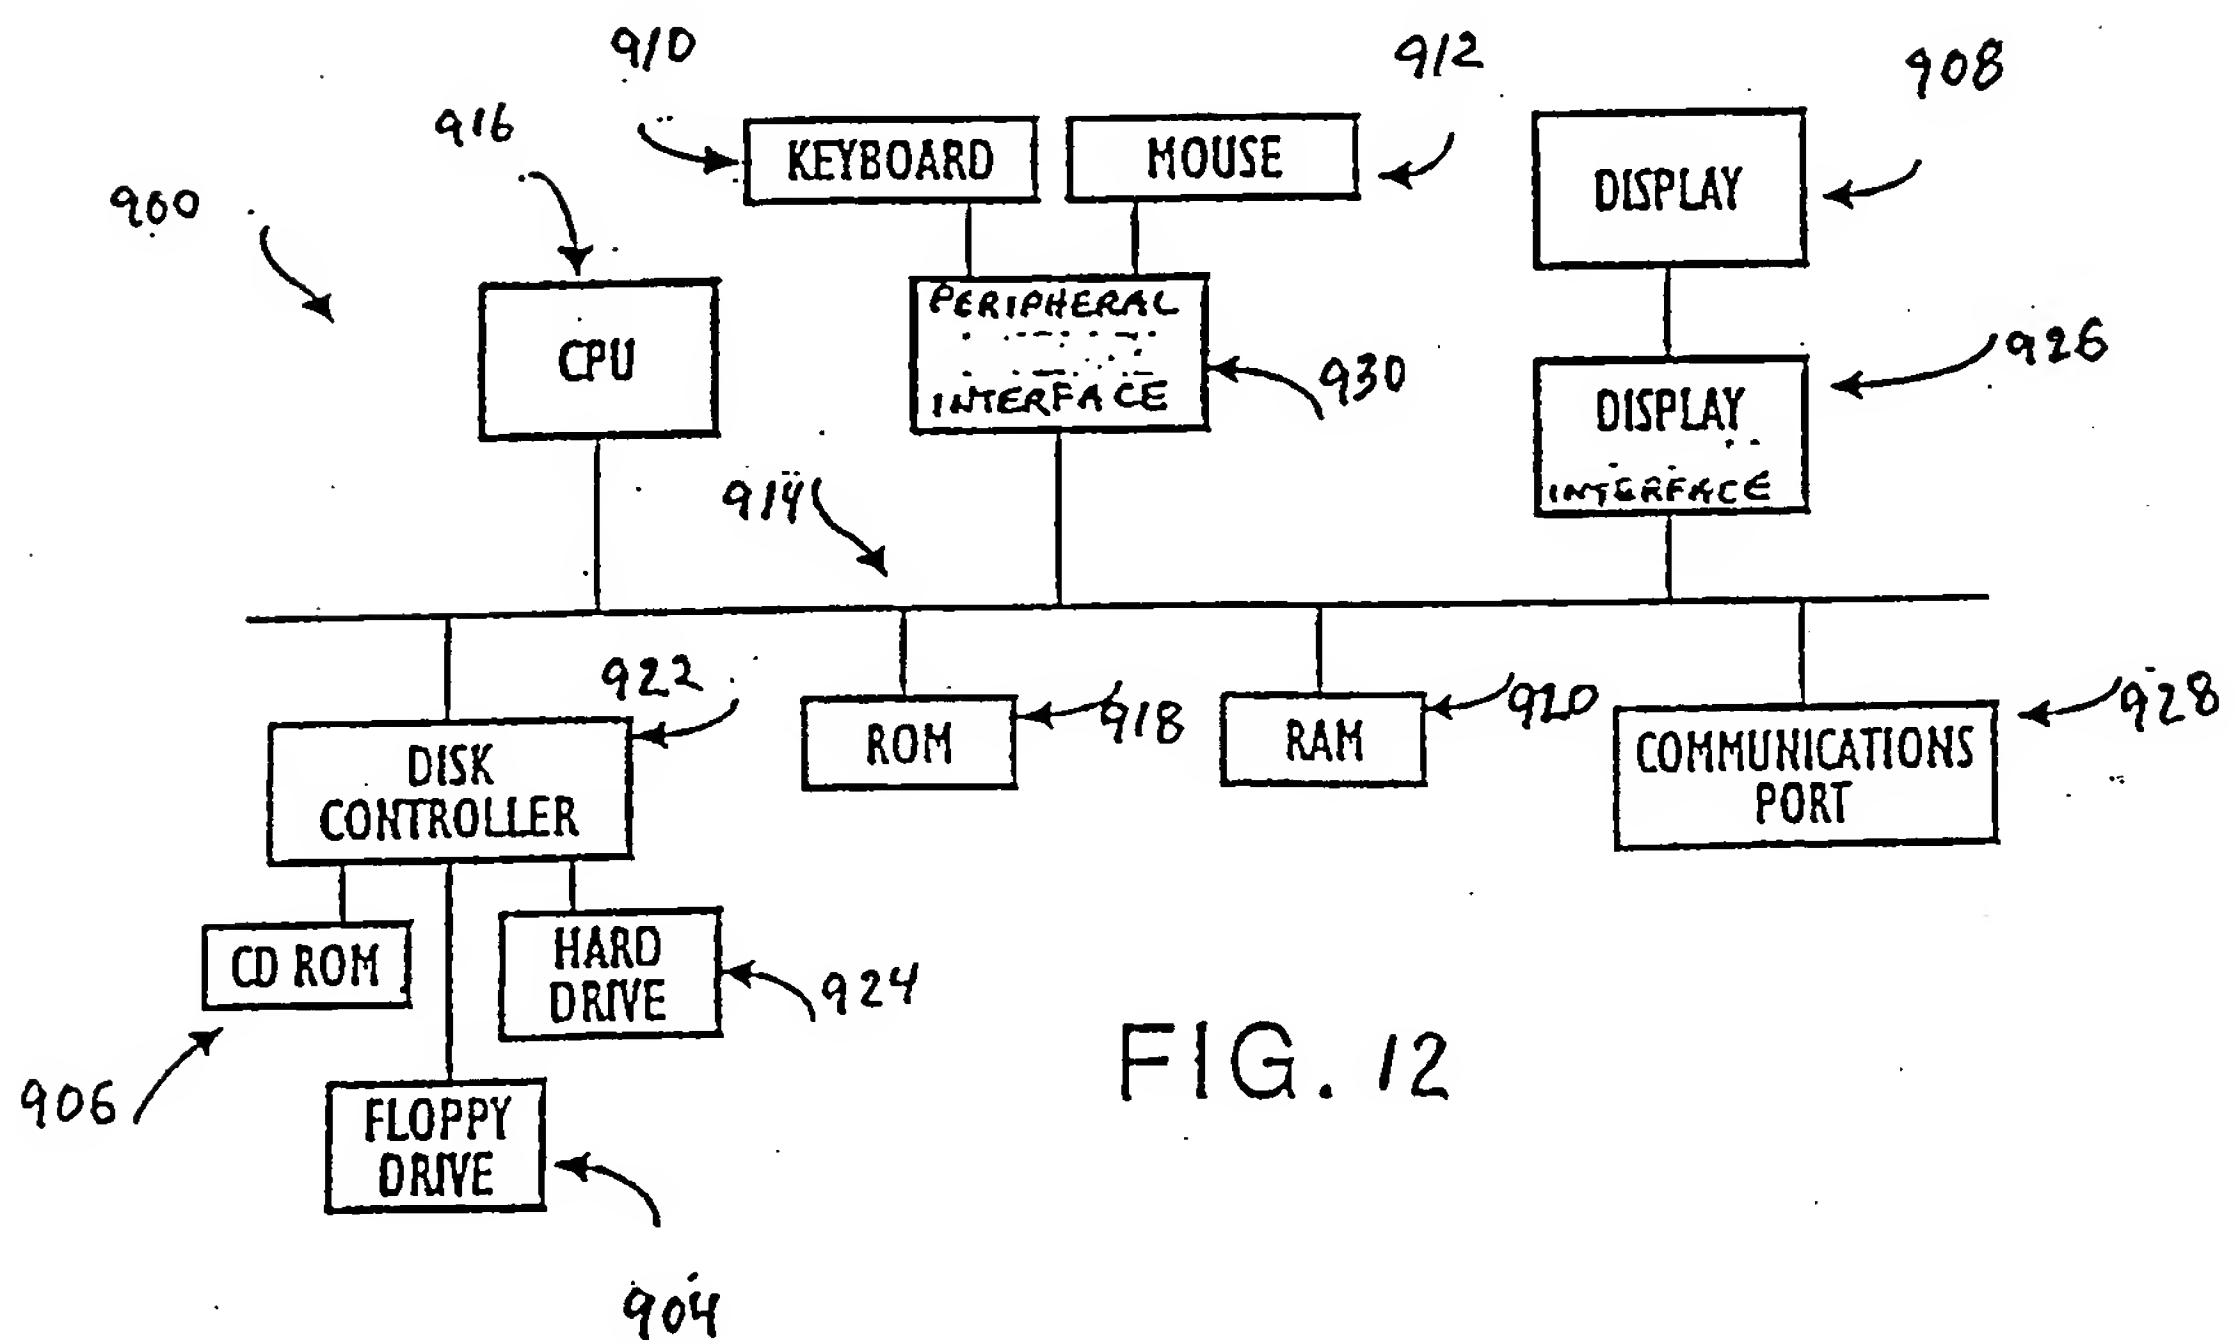 910
912
908
916
900
KEYBOARD
MOUSE
DISPLAY
CPU
PERIPHERAL
INTERFACE
930
926
DISPLAY
INTERFACE
914
922
918
920
928
DISK
CONTROLLER
ROM
RAM
COMMUNICATIONS
PORT
CD ROM
HARD
DRIVE
924
906
FLOPPY
DRIVE
904
FIG. 12